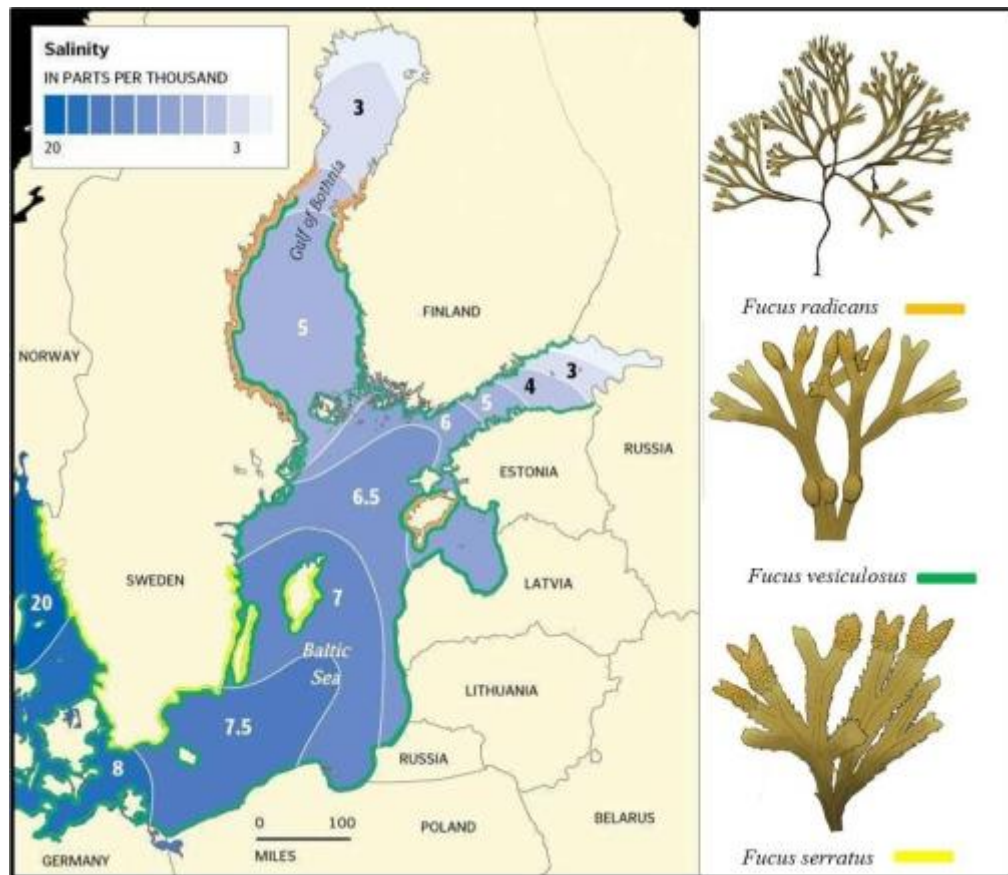 Salinity
IN PARTS PER THOUSAND
20 3
3
Gulf of Bothnia
5
FINLAND
NORWAY
3
4
5
6
RUSSIA
ESTONIA
6.5
SWEDEN
LATVIA
20
7
Baltic
Sea
LITHUANIA
7.5
RUSSIA
8
0 100
MILES
POLAND
BELARUS
GERMANY
Fucus radicans
Fucus vesiculosus
Fucus serratus